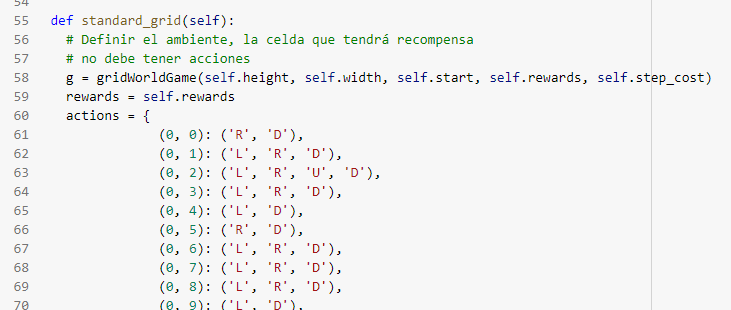 54
55 def standard_grid(self):
56 # Definir el ambiente, la celda que tendrá recompensa
57 # no debe tener acciones
58 g = gridWorldGame(self.height, self.width, self.start, self.rewards, self.step_cost)
59 rewards = self.rewards
60 actions = {
61 (0, 0): ('R', 'D'),
62 (0, 1): ('L', 'R', 'D'),
63 (0, 2): ('L', 'R', 'U', 'D'),
64 (0, 3): ('L', 'R', 'D'),
65 (0, 4): ('L', 'D'),
66 (0, 5): ('R', 'D'),
67 (0, 6): ('L', 'R', 'D'),
68 (0, 7): ('L', 'R', 'D'),
69 (0, 8): ('L', 'R', 'D'),
70 (0, 9): ('L', 'D'),